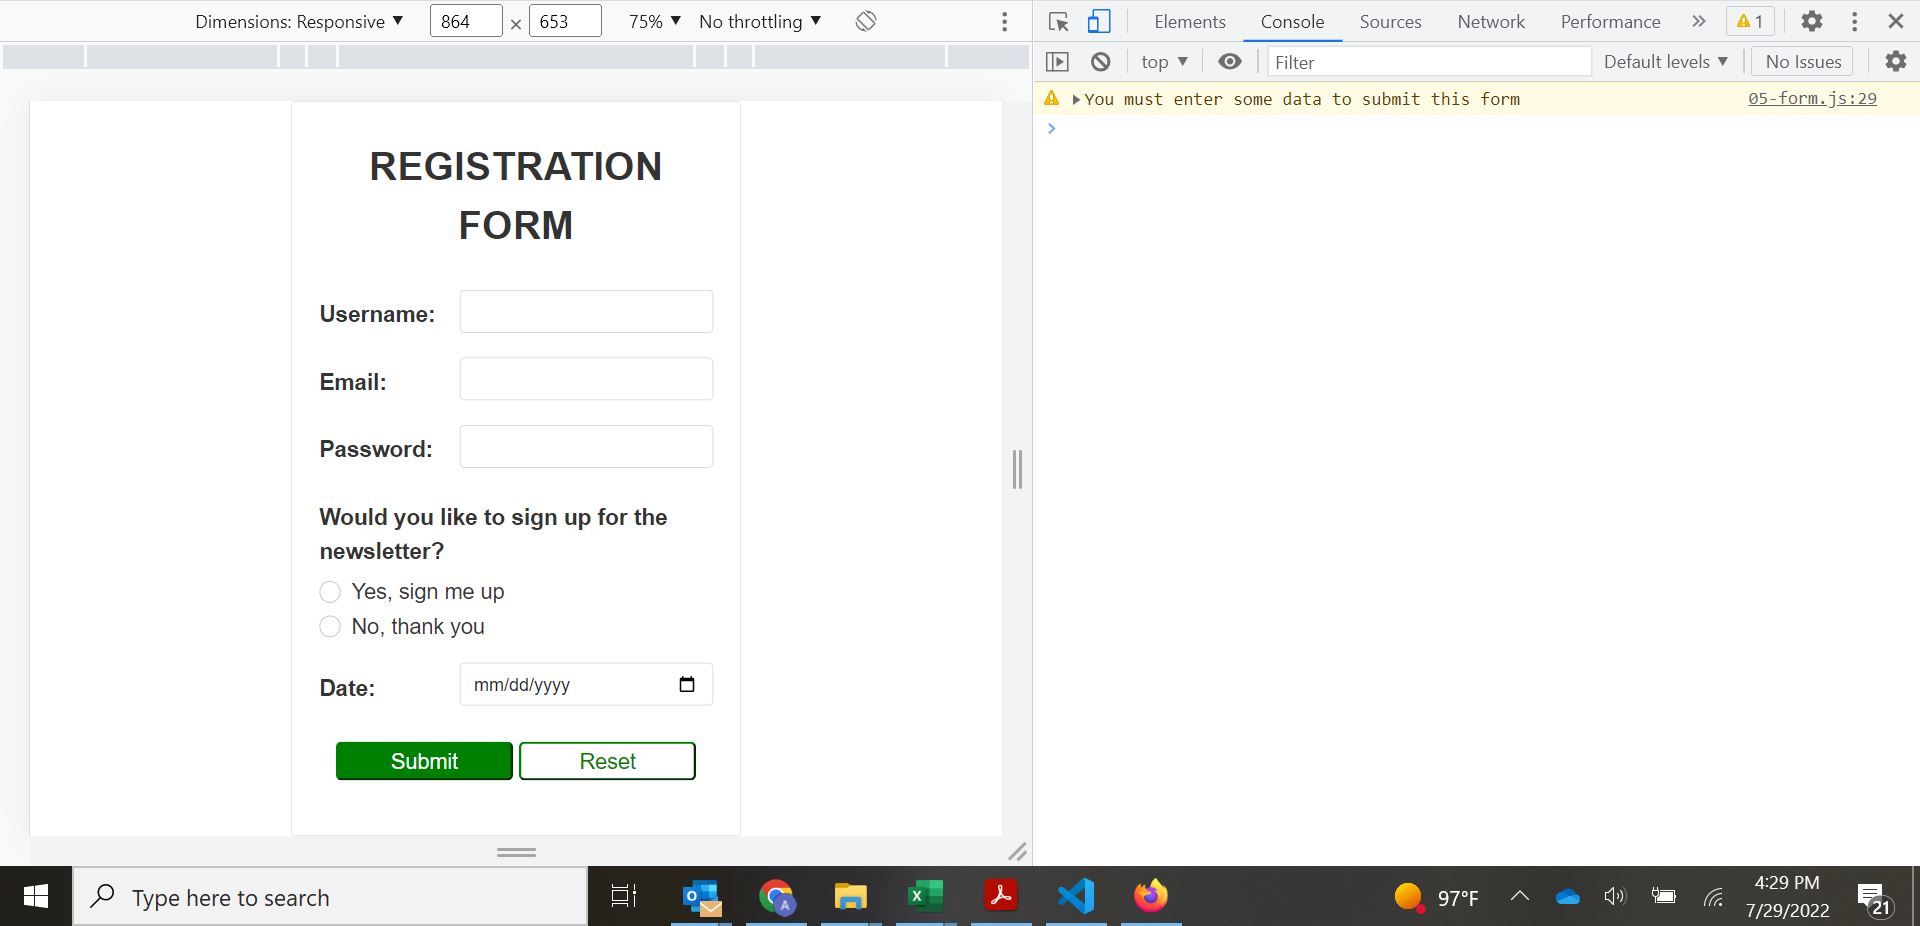 Dimensions: Responsive ▼ 864 × 653 75% ▼ No throttling ▼
Elements Console Sources Network Performance » 1
top ▼ Filter Default levels ▼ No Issues
You must enter some data to submit this form 05-form.js:29
REGISTRATION
FORM
Username:
Email:
Password:
Would you like to sign up for the
newsletter?
Yes, sign me up
No, thank you
Date: mm/dd/yyyy
Submit Reset
Type here to search
97°F
4:29 PM
7/29/2022
21